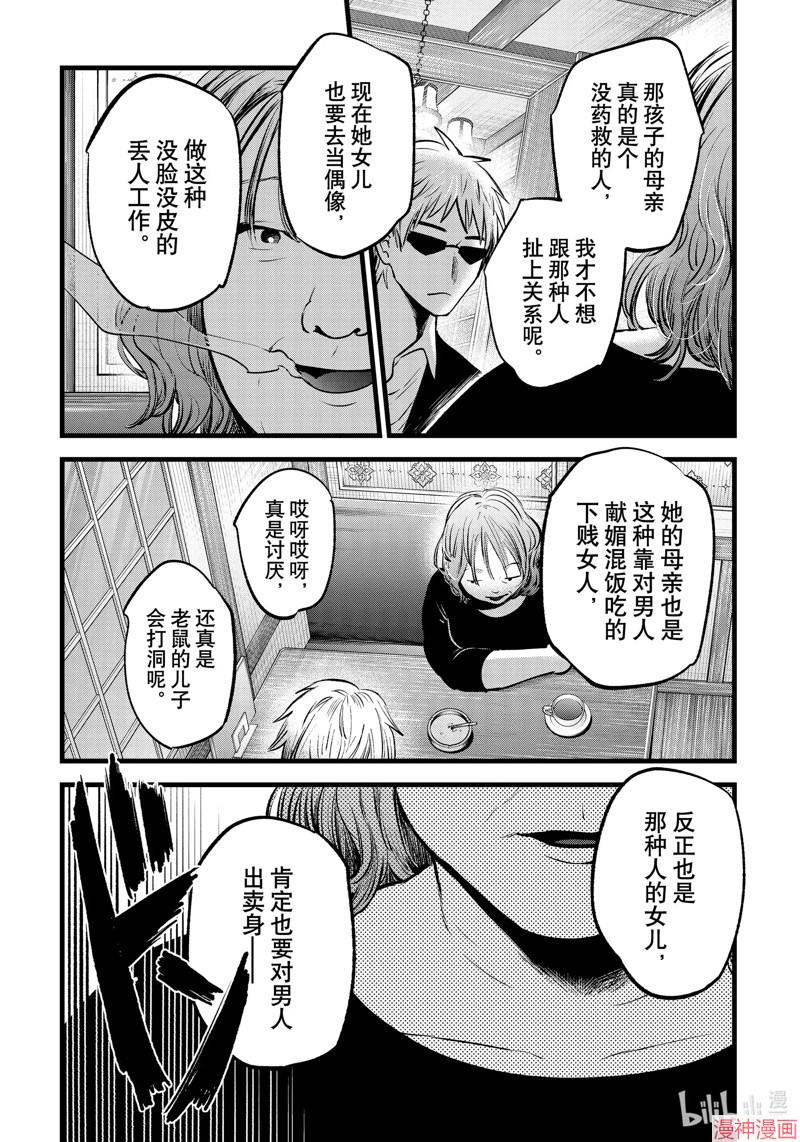 那孩子的母亲
真的是个
没药救的人，
我才不想
跟那种人
扯上关系呢。
现在她女儿
也要去当偶像，
做这种
没脸没皮的
丢人工作。
她的母亲也是
这种靠对男人
献媚混饭吃的
下贱女人，
哎呀哎呀，
真是讨厌，
还真是
老鼠的儿子
会打洞呢。
反正也是
那种人的女儿，
肯定也要对男人
出卖身——
ドン
bilibili 漫
漫神漫画